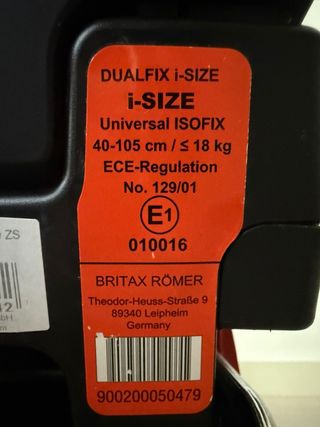 DUALFIX i-SIZE
i-SIZE
Universal ISOFIX
40-105 cm / ≤ 18 kg
ECE-Regulation
No. 129/01
E1
010016
BRITAX RÖMER
Theodor-Heuss-Straße 9
89340 Leipheim
Germany
900200050479
ZS